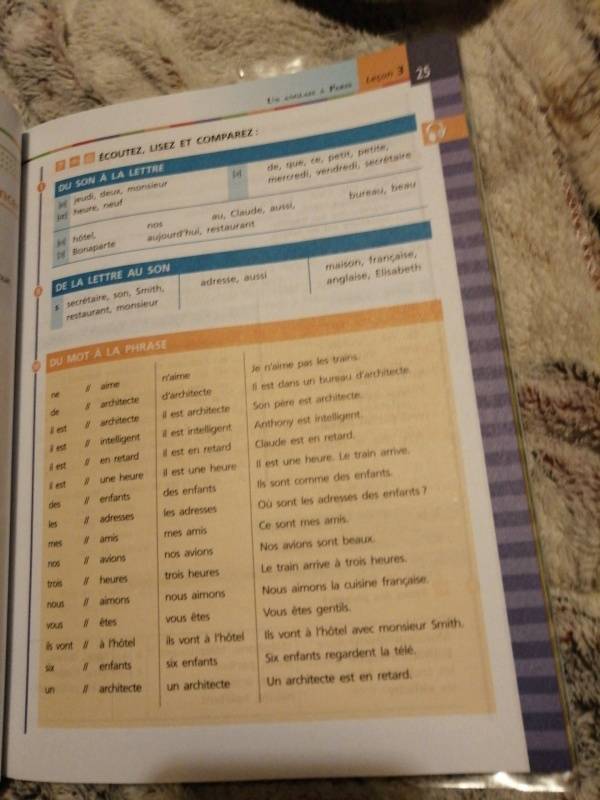 Leçon 3
25
ÉCOUTEZ, LISEZ ET COMPAREZ :
DU SON À LA LETTRE
jeudi, deux, monsieur
heure, neuf
de, que, ce, petit, petite,
mercredi, vendredi, secrétaire
hôtel, nos au, Claude, aussi, bureau, beau
Bonaparte aujourd'hui, restaurant
DE LA LETTRE AU SON
s secrétaire, son, Smith, adresse, aussi maison, française,
restaurant, monsieur anglaise, Elisabeth
DU MOT À LA PHRASE
ne // aime n'aime Je n'aime pas les trains.
de // architecte d'architecte Il est dans un bureau d'architecte.
il est // architecte il est architecte Son père est architecte.
il est // intelligent il est intelligent Anthony est intelligent.
il est // en retard il est en retard Claude est en retard.
il est // une heure il est une heure Il est une heure. Le train arrive.
des // enfants des enfants Ils sont comme des enfants.
les // adresses les adresses Où sont les adresses des enfants ?
mes // amis mes amis Ce sont mes amis.
nos // avions nos avions Nos avions sont beaux.
trois // heures trois heures Le train arrive à trois heures.
nous // aimons nous aimons Nous aimons la cuisine française.
vous // êtes vous êtes Vous êtes gentils.
ils vont // à l'hôtel ils vont à l'hôtel Ils vont à l'hôtel avec monsieur Smith.
six // enfants six enfants Six enfants regardent la télé.
un // architecte un architecte Un architecte est en retard.